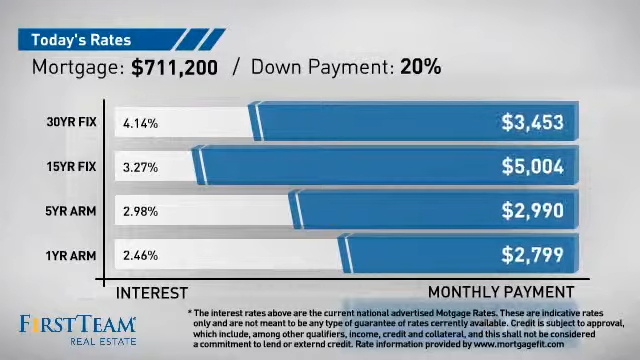 Today's Rates
Mortgage: $711,200 / Down Payment: 20%
30YR FIX 4.14% $3,453
15YR FIX 3.27% $5,004
5YR ARM 2.98% $2,990
1YR ARM 2.46% $2,799
INTEREST MONTHLY PAYMENT
* The interest rates above are the current national advertised Motgage Rates. These are indicative rates
only and are not meant to be any type of guarantee of rates cerrently available. Credit is subject to approval,
which include, among other qualifiers, income, credit and collateral, and this shall not be considered
a commitment to lend or externd credit. Rate information provided by www.mortgagefit.com
FIRSTTEAM®
REAL ESTATE